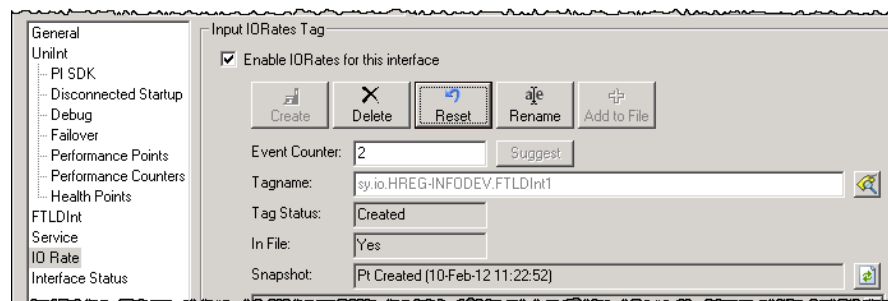 General
UniInt
PI SDK
Disconnected Startup
Debug
Failover
Performance Points
Performance Counters
Health Points
FTLDInt
Service
IO Rate
Interface Status
Input IORates Tag
Enable IORates for this interface
Create Delete Reset Rename Add to File
Event Counter: 2 Suggest
Tagname: sy.io.HREG-INFODEV.FTLDInt1
Tag Status: Created
In File: Yes
Snapshot: Pt Created (10-Feb-12 11:22:52)